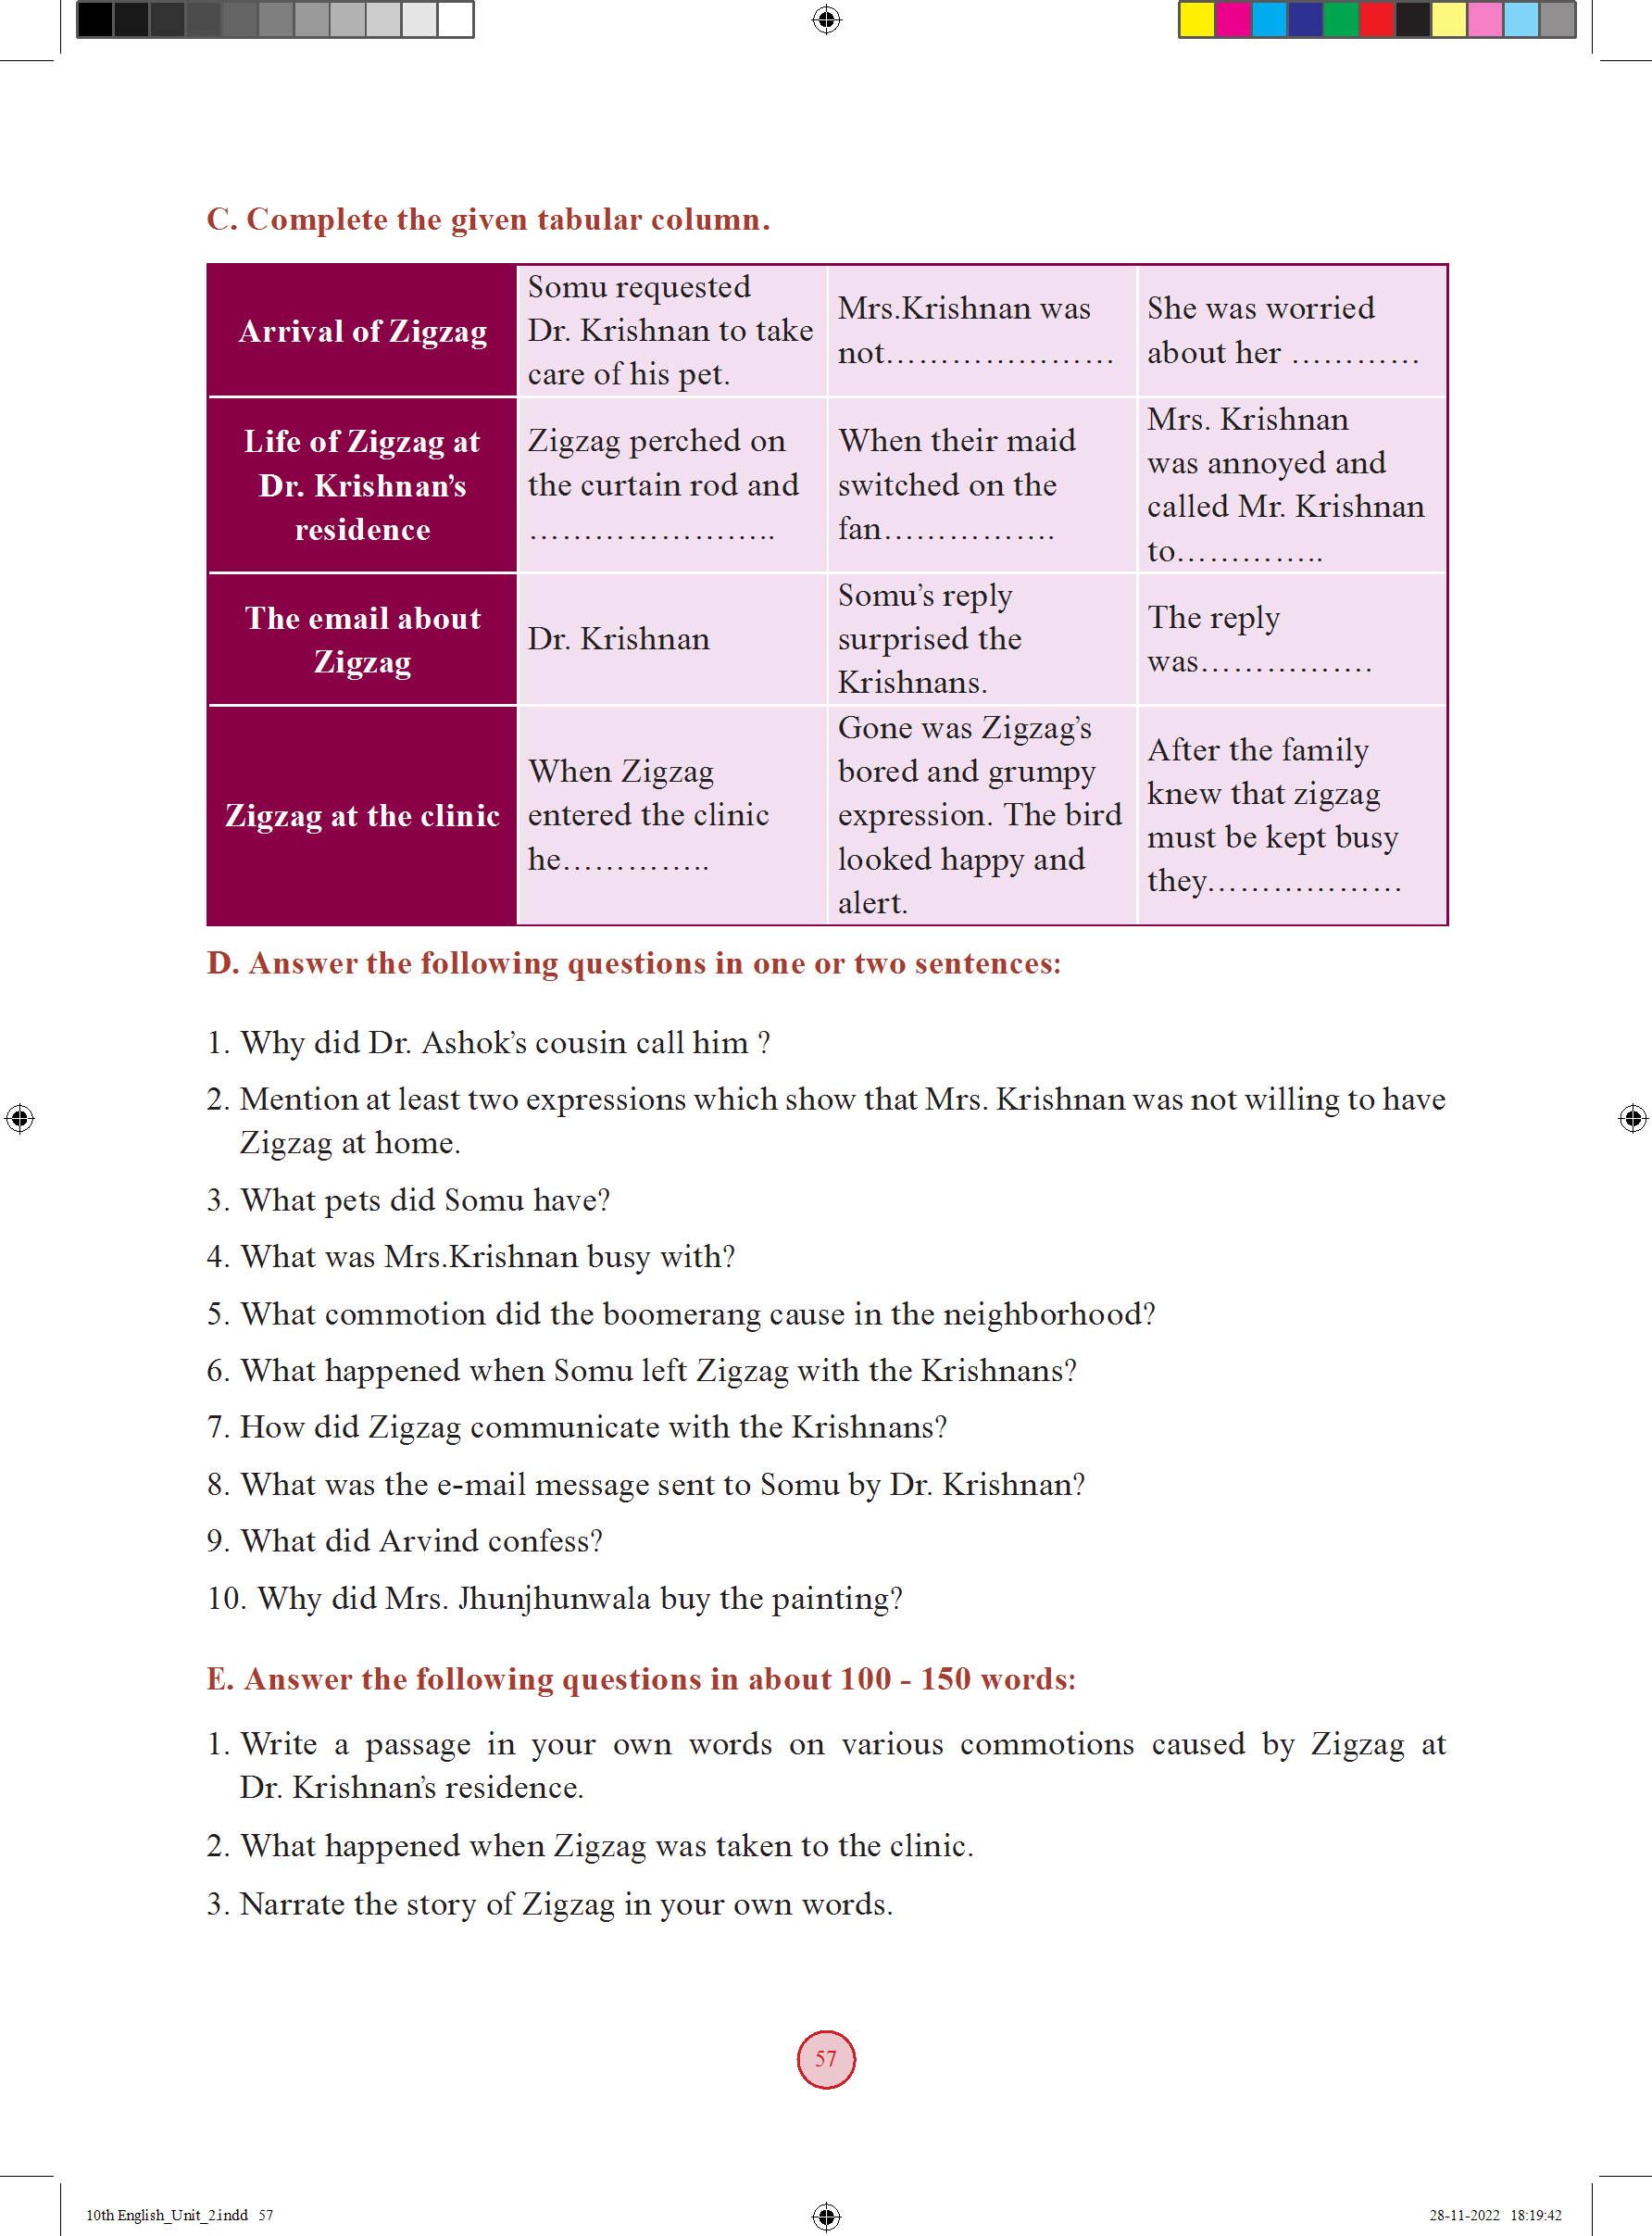 C. Complete the given tabular column.
Arrival of Zigzag
Somu requested
Dr. Krishnan to take
care of his pet.
Mrs.Krishnan was
not…………………….
She was worried
about her …………
Life of Zigzag at
Dr. Krishnan’s
residence
Zigzag perched on
the curtain rod and
……………………..
When their maid
switched on the
fan…………….
Mrs. Krishnan
was annoyed and
called Mr. Krishnan
to…………..
The email about
Zigzag
Dr. Krishnan
Somu’s reply
surprised the
Krishnans.
The reply
was…………….
Zigzag at the clinic
When Zigzag
entered the clinic
he…………..
Gone was Zigzag’s
bored and grumpy
expression. The bird
looked happy and
alert.
After the family
knew that zigzag
must be kept busy
they………………
D. Answer the following questions in one or two sentences:
1. Why did Dr. Ashok’s cousin call him ?
2. Mention at least two expressions which show that Mrs. Krishnan was not willing to have
Zigzag at home.
3. What pets did Somu have?
4. What was Mrs.Krishnan busy with?
5. What commotion did the boomerang cause in the neighborhood?
6. What happened when Somu left Zigzag with the Krishnans?
7. How did Zigzag communicate with the Krishnans?
8. What was the e-mail message sent to Somu by Dr. Krishnan?
9. What did Arvind confess?
10. Why did Mrs. Jhunjhunwala buy the painting?
E. Answer the following questions in about 100 - 150 words:
1. Write a passage in your own words on various commotions caused by Zigzag at
Dr. Krishnan’s residence.
2. What happened when Zigzag was taken to the clinic.
3. Narrate the story of Zigzag in your own words.
57
10th English_Unit_2.indd 57
28-11-2022 18:19:42